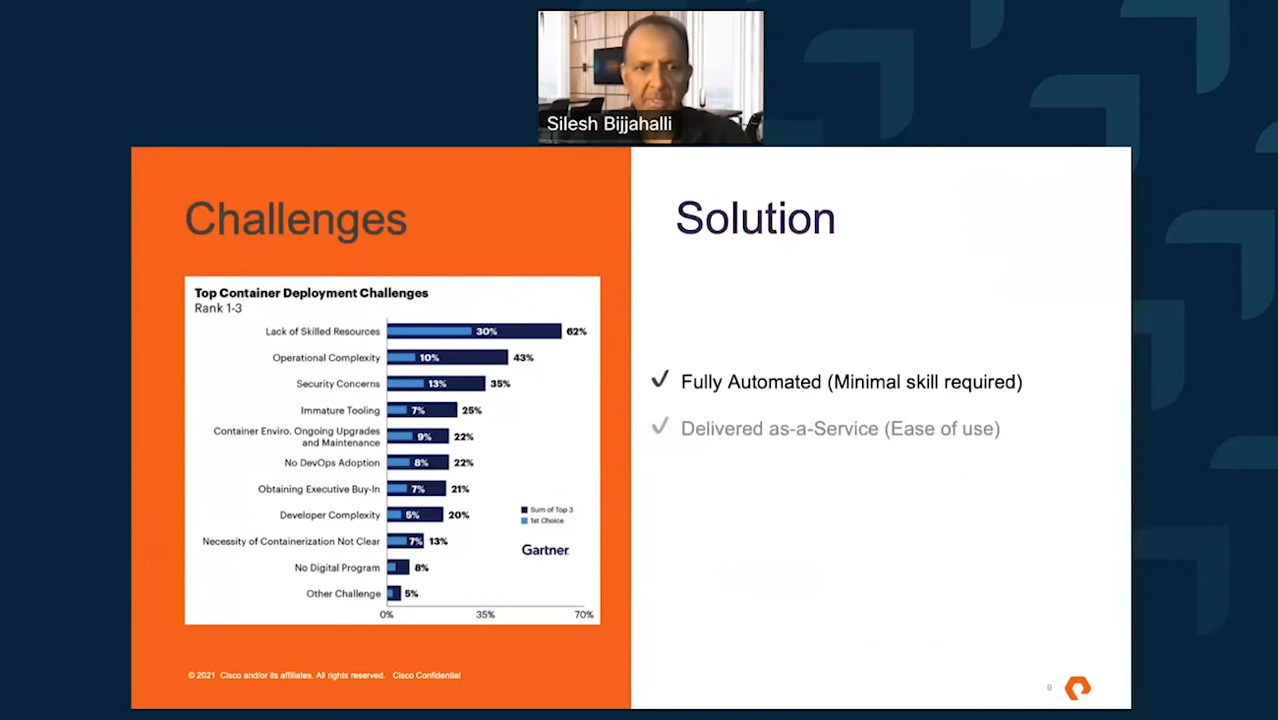 Silesh Bijjahalli
Challenges
Solution
Top Container Deployment Challenges
Rank 1-3
Lack of Skilled Resources 30% 62%
Operational Complexity 10% 43%
Security Concerns 13% 35%
Immature Tooling 7% 25%
Container Enviro. Ongoing Upgrades
and Maintenance 9% 22%
No DevOps Adoption 8% 22%
Obtaining Executive Buy-In 7% 21%
Developer Complexity 5% 20%
Necessity of Containerization Not Clear 7% 13%
No Digital Program 8%
Other Challenge 5%
0% 35% 70%
Sum of Top 3
1st Choice
Gartner
✓ Fully Automated (Minimal skill required)
✓ Delivered as-a-Service (Ease of use)
© 2021 Cisco and/or its affiliates. All rights reserved. Cisco Confidential